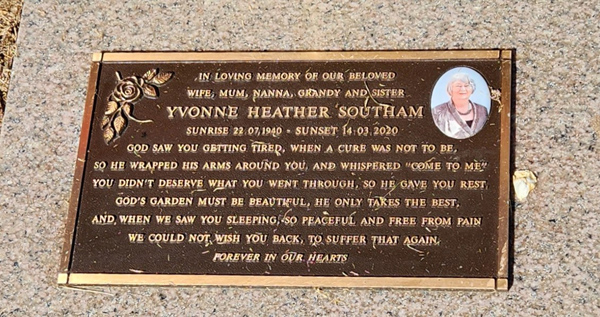 IN LOVING MEMORY OF OUR BELOVED
WIFE, MUM, NANNA, GRANDY AND SISTER
YVONNE HEATHER SOUTHAM
SUNRISE 22.07.1940 - SUNSET 14.03.2020
GOD SAW YOU GETTING TIRED, WHEN A CURE WAS NOT TO BE,
SO HE WRAPPED HIS ARMS AROUND YOU, AND WHISPERED "COME TO ME"
YOU DIDN'T DESERVE WHAT YOU WENT THROUGH, SO HE GAVE YOU REST.
GOD'S GARDEN MUST BE BEAUTIFUL, HE ONLY TAKES THE BEST.
AND WHEN WE SAW YOU SLEEPING, SO PEACEFUL AND FREE FROM PAIN
WE COULD NOT WISH YOU BACK, TO SUFFER THAT AGAIN.
FOREVER IN OUR HEARTS